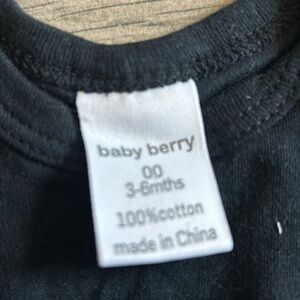 baby berry
00
3-6mths
100%cotton
made in China